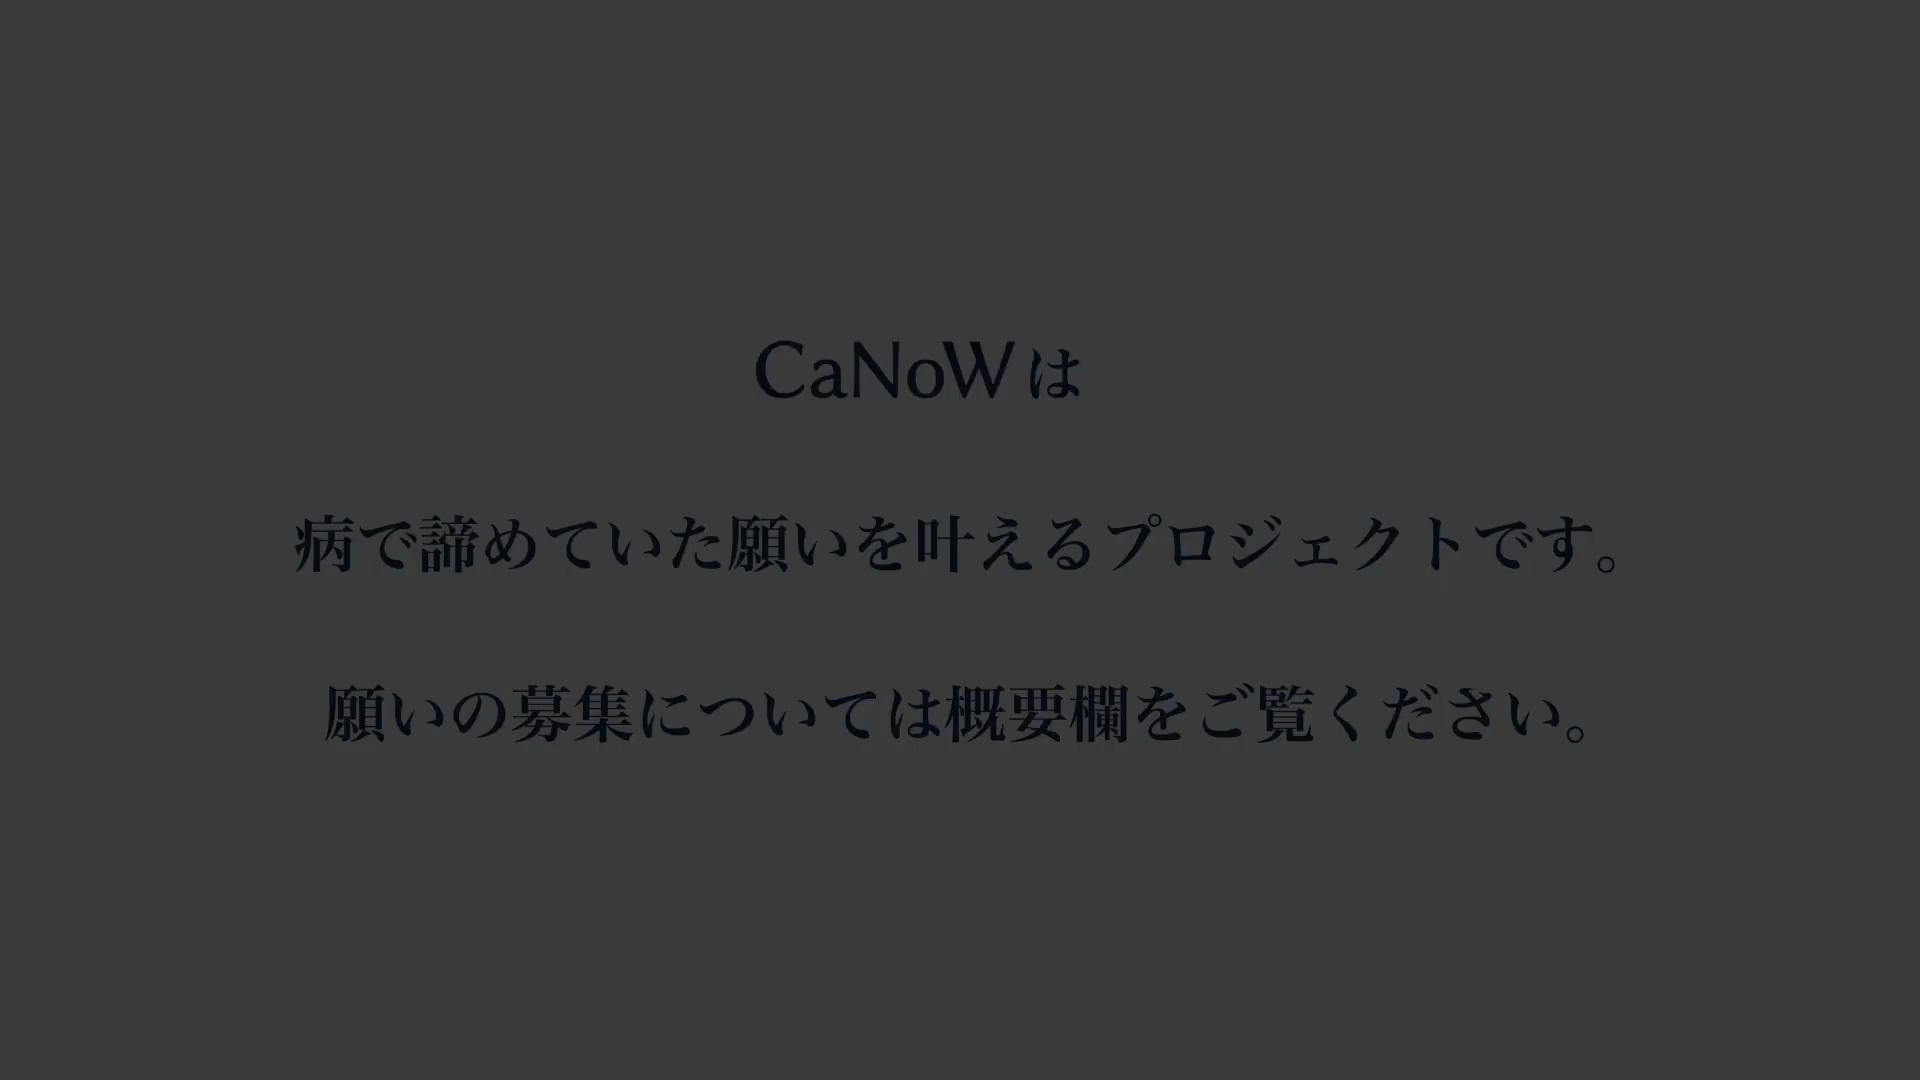 CaNoWは
病で諦めていた願いを叶えるプロジェクトです。
願いの募集については概要欄をご覧ください。